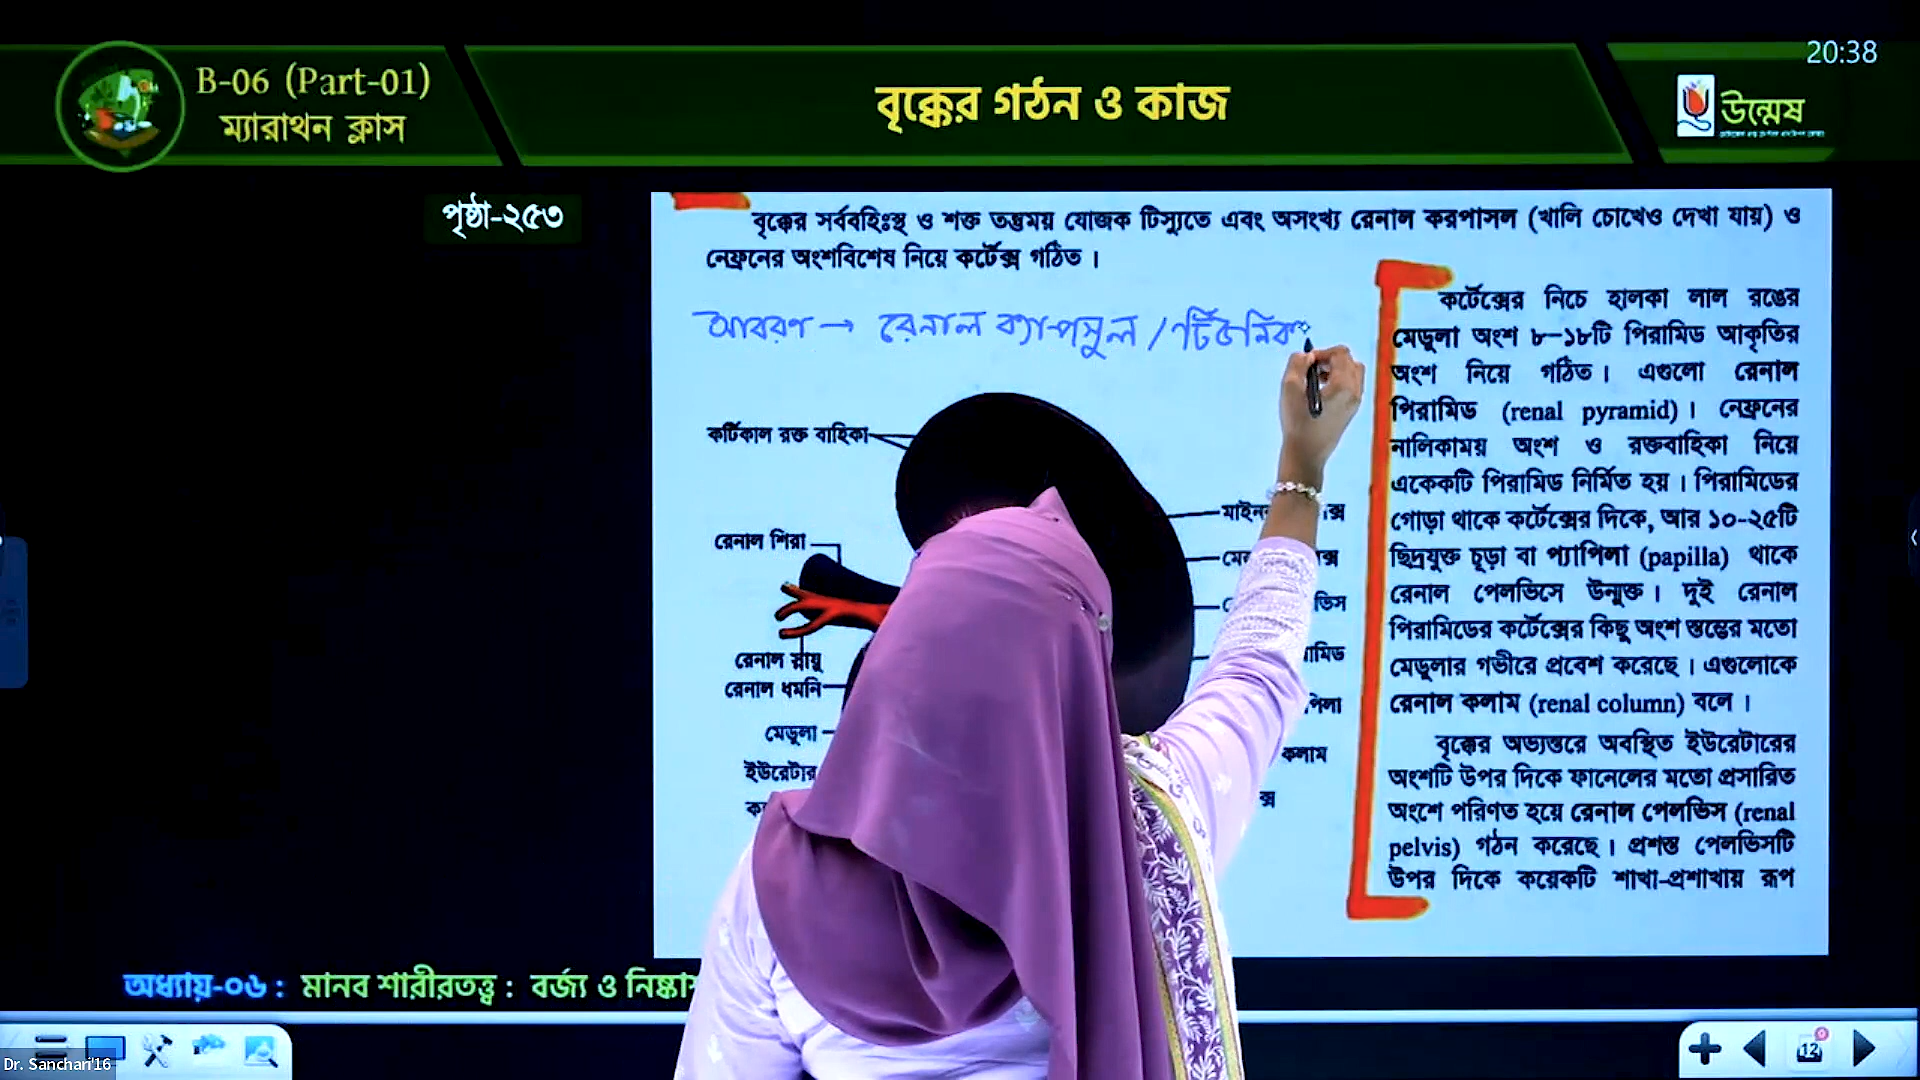 20:38
B-06 (Part-01)
ম্যারাথন ক্লাস
বৃক্কের গঠন ও কাজ
উন্মেষ
পৃষ্ঠা-২৫৩
বৃক্কের সর্ববহিঃস্থ ও শক্ত তন্তুময় যোজক টিস্যুতে এবং অসংখ্য রেনাল করপাসল (খালি চোখেও দেখা যায়) ও
নেফ্রনের অংশবিশেষ নিয়ে কর্টেক্স গঠিত।
আবরণ → রেনাল ক্যাপসুল / টিউনিকা
কর্টিকাল রক্ত বাহিকা
রেনাল শিরা
রেনাল স্নায়ু
রেনাল ধমনি
মেডুলা
ইউরেটার
কলাম
কর্টেক্সের নিচে হালকা লাল রঙের
মেডুলা অংশ ৮–১৮টি পিরামিড আকৃতির
অংশ নিয়ে গঠিত। এগুলো রেনাল
পিরামিড (renal pyramid)। নেফ্রনের
নালিকাময় অংশ ও রক্তবাহিকা নিয়ে
একেকটি পিরামিড নির্মিত হয়। পিরামিডের
গোড়া থাকে কর্টেক্সের দিকে, আর ১০-২৫টি
ছিদ্রযুক্ত চূড়া বা প্যাপিলা (papilla) থাকে
রেনাল পেলভিসে উন্মুক্ত। দুই রেনাল
পিরামিডের কর্টেক্সের কিছু অংশ স্তম্ভের মতো
মেডুলার গভীরে প্রবেশ করেছে। এগুলোকে
রেনাল কলাম (renal column) বলে।
বৃক্কের অভ্যন্তরে অবস্থিত ইউরেটারের
অংশটি উপর দিকে ফানেলের মতো প্রসারিত
অংশে পরিণত হয়ে রেনাল পেলভিস (renal
pelvis) গঠন করেছে। প্রশস্ত পেলভিসটি
উপর দিকে কয়েকটি শাখা-প্রশাখায় রূপ
অধ্যায়-০৬ : মানব শারীরতত্ত্ব : বর্জ্য ও
Dr. Sanchari'16
12
9